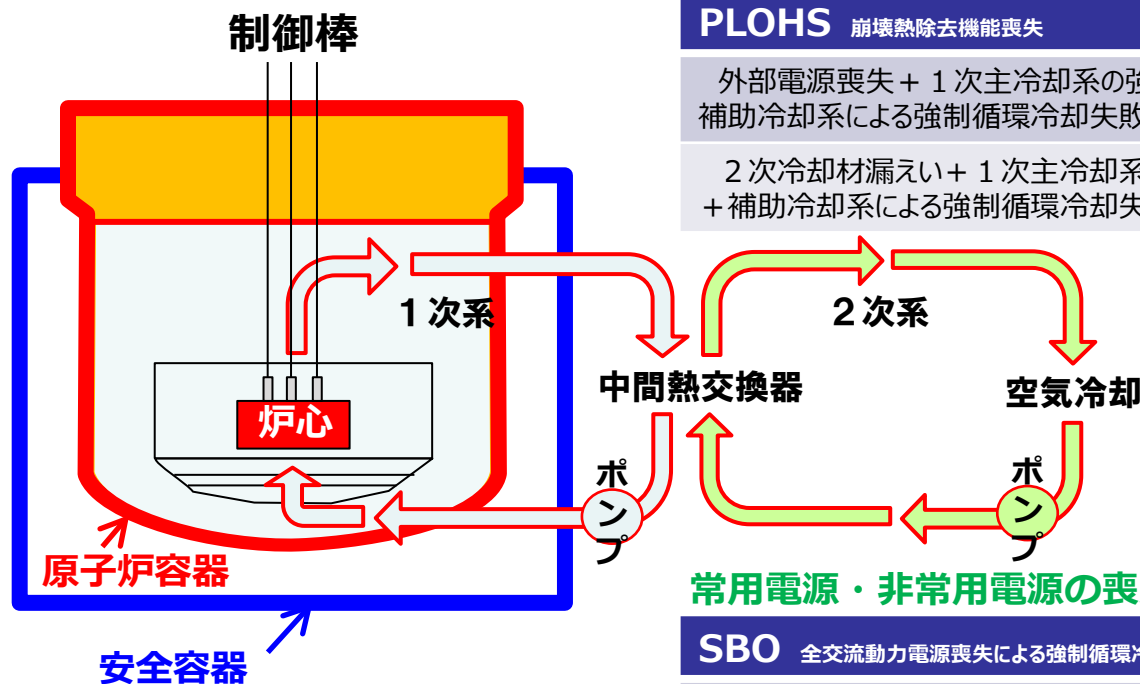 制御棒
PLOHS 崩壊熱除去機能喪失
外部電源喪失+1次主冷却系の強
補助冷却系による強制循環冷却失敗
2次冷却材漏えい+1次主冷却系
+補助冷却系による強制循環冷却失
1次系
2次系
中間熱交換器
空気冷却
炉心
ポンプ
ポンプ
原子炉容器
常用電源・非常用電源の喪
安全容器
SBO 全交流動力電源喪失による強制循環冷